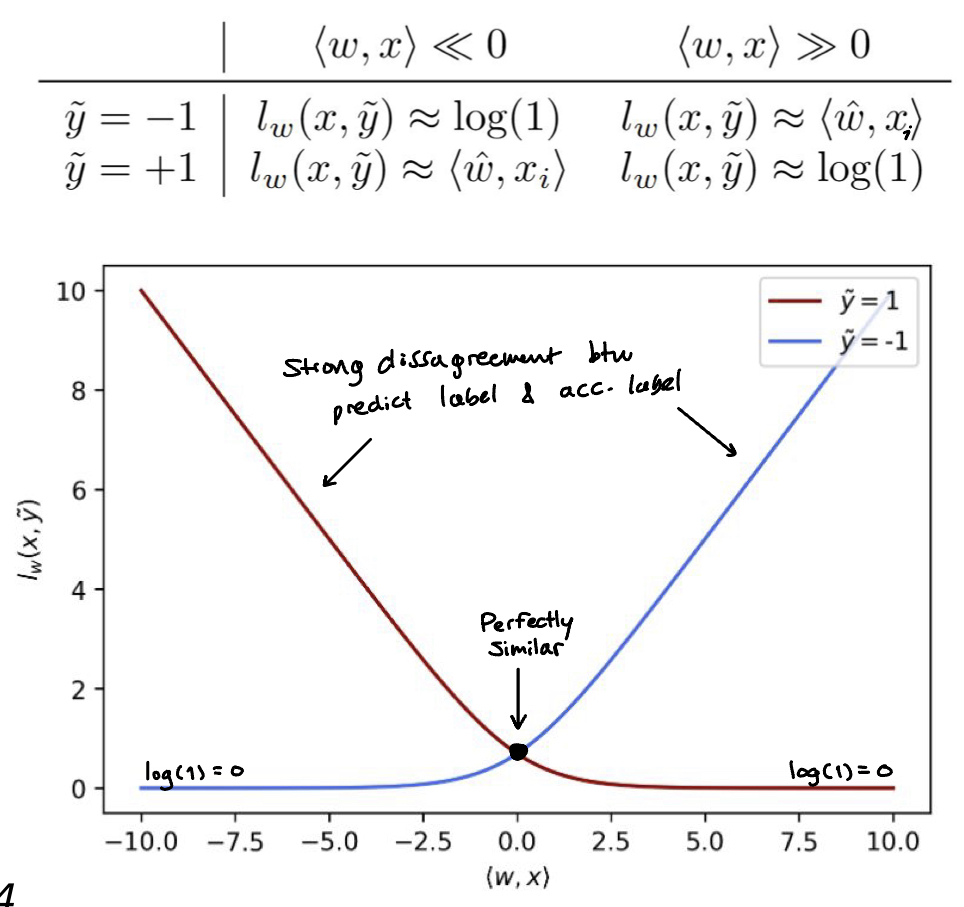 ⟨w, x⟩ ≪ 0 ⟨w, x⟩ ≫ 0
ỹ = −1 l_w(x, ỹ) ≈ log(1) l_w(x, ỹ) ≈ ⟨ŵ, x_i⟩
ỹ = +1 l_w(x, ỹ) ≈ ⟨ŵ, x_i⟩ l_w(x, ỹ) ≈ log(1)
ỹ = 1
ỹ = -1
Strong dissagreement btw
predict label & acc. label
Perfectly
Similar
log(1) = 0
log(1) = 0
10
8
6
4
2
0
l_w(x, ỹ)
−10.0 −7.5 −5.0 −2.5 0.0 2.5 5.0 7.5 10.0
⟨w, x⟩
4